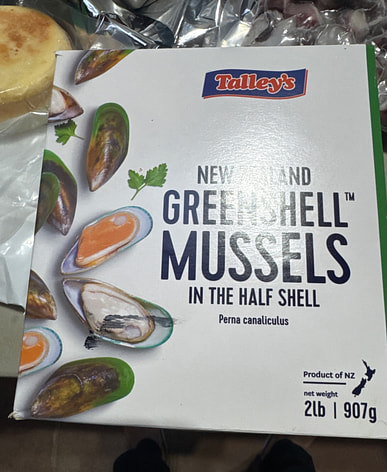 Talley's
NEW ZEALAND
GREENSHELL™
MUSSELS
IN THE HALF SHELL
Perna canaliculus
Product of NZ
net weight
2lb | 907g